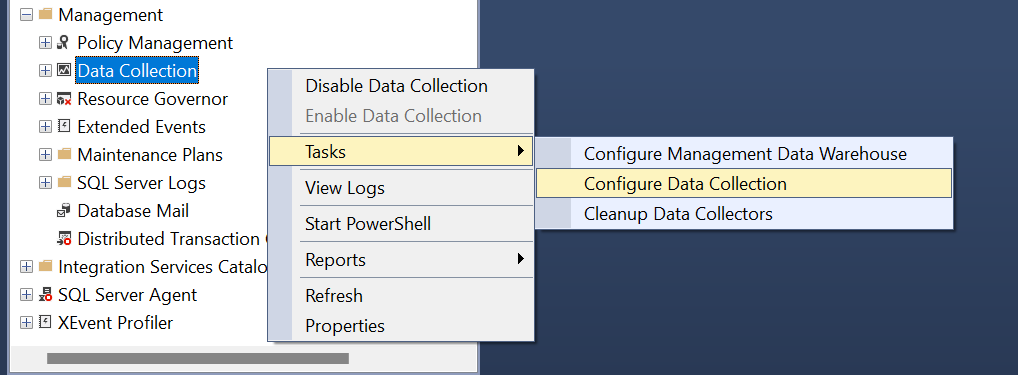 Management
Policy Management
Data Collection
Resource Governor
Extended Events
Maintenance Plans
SQL Server Logs
Database Mail
Distributed Transaction
Integration Services Catalo
SQL Server Agent
XEvent Profiler
Disable Data Collection
Enable Data Collection
Tasks
View Logs
Start PowerShell
Reports
Refresh
Properties
Configure Management Data Warehouse
Configure Data Collection
Cleanup Data Collectors